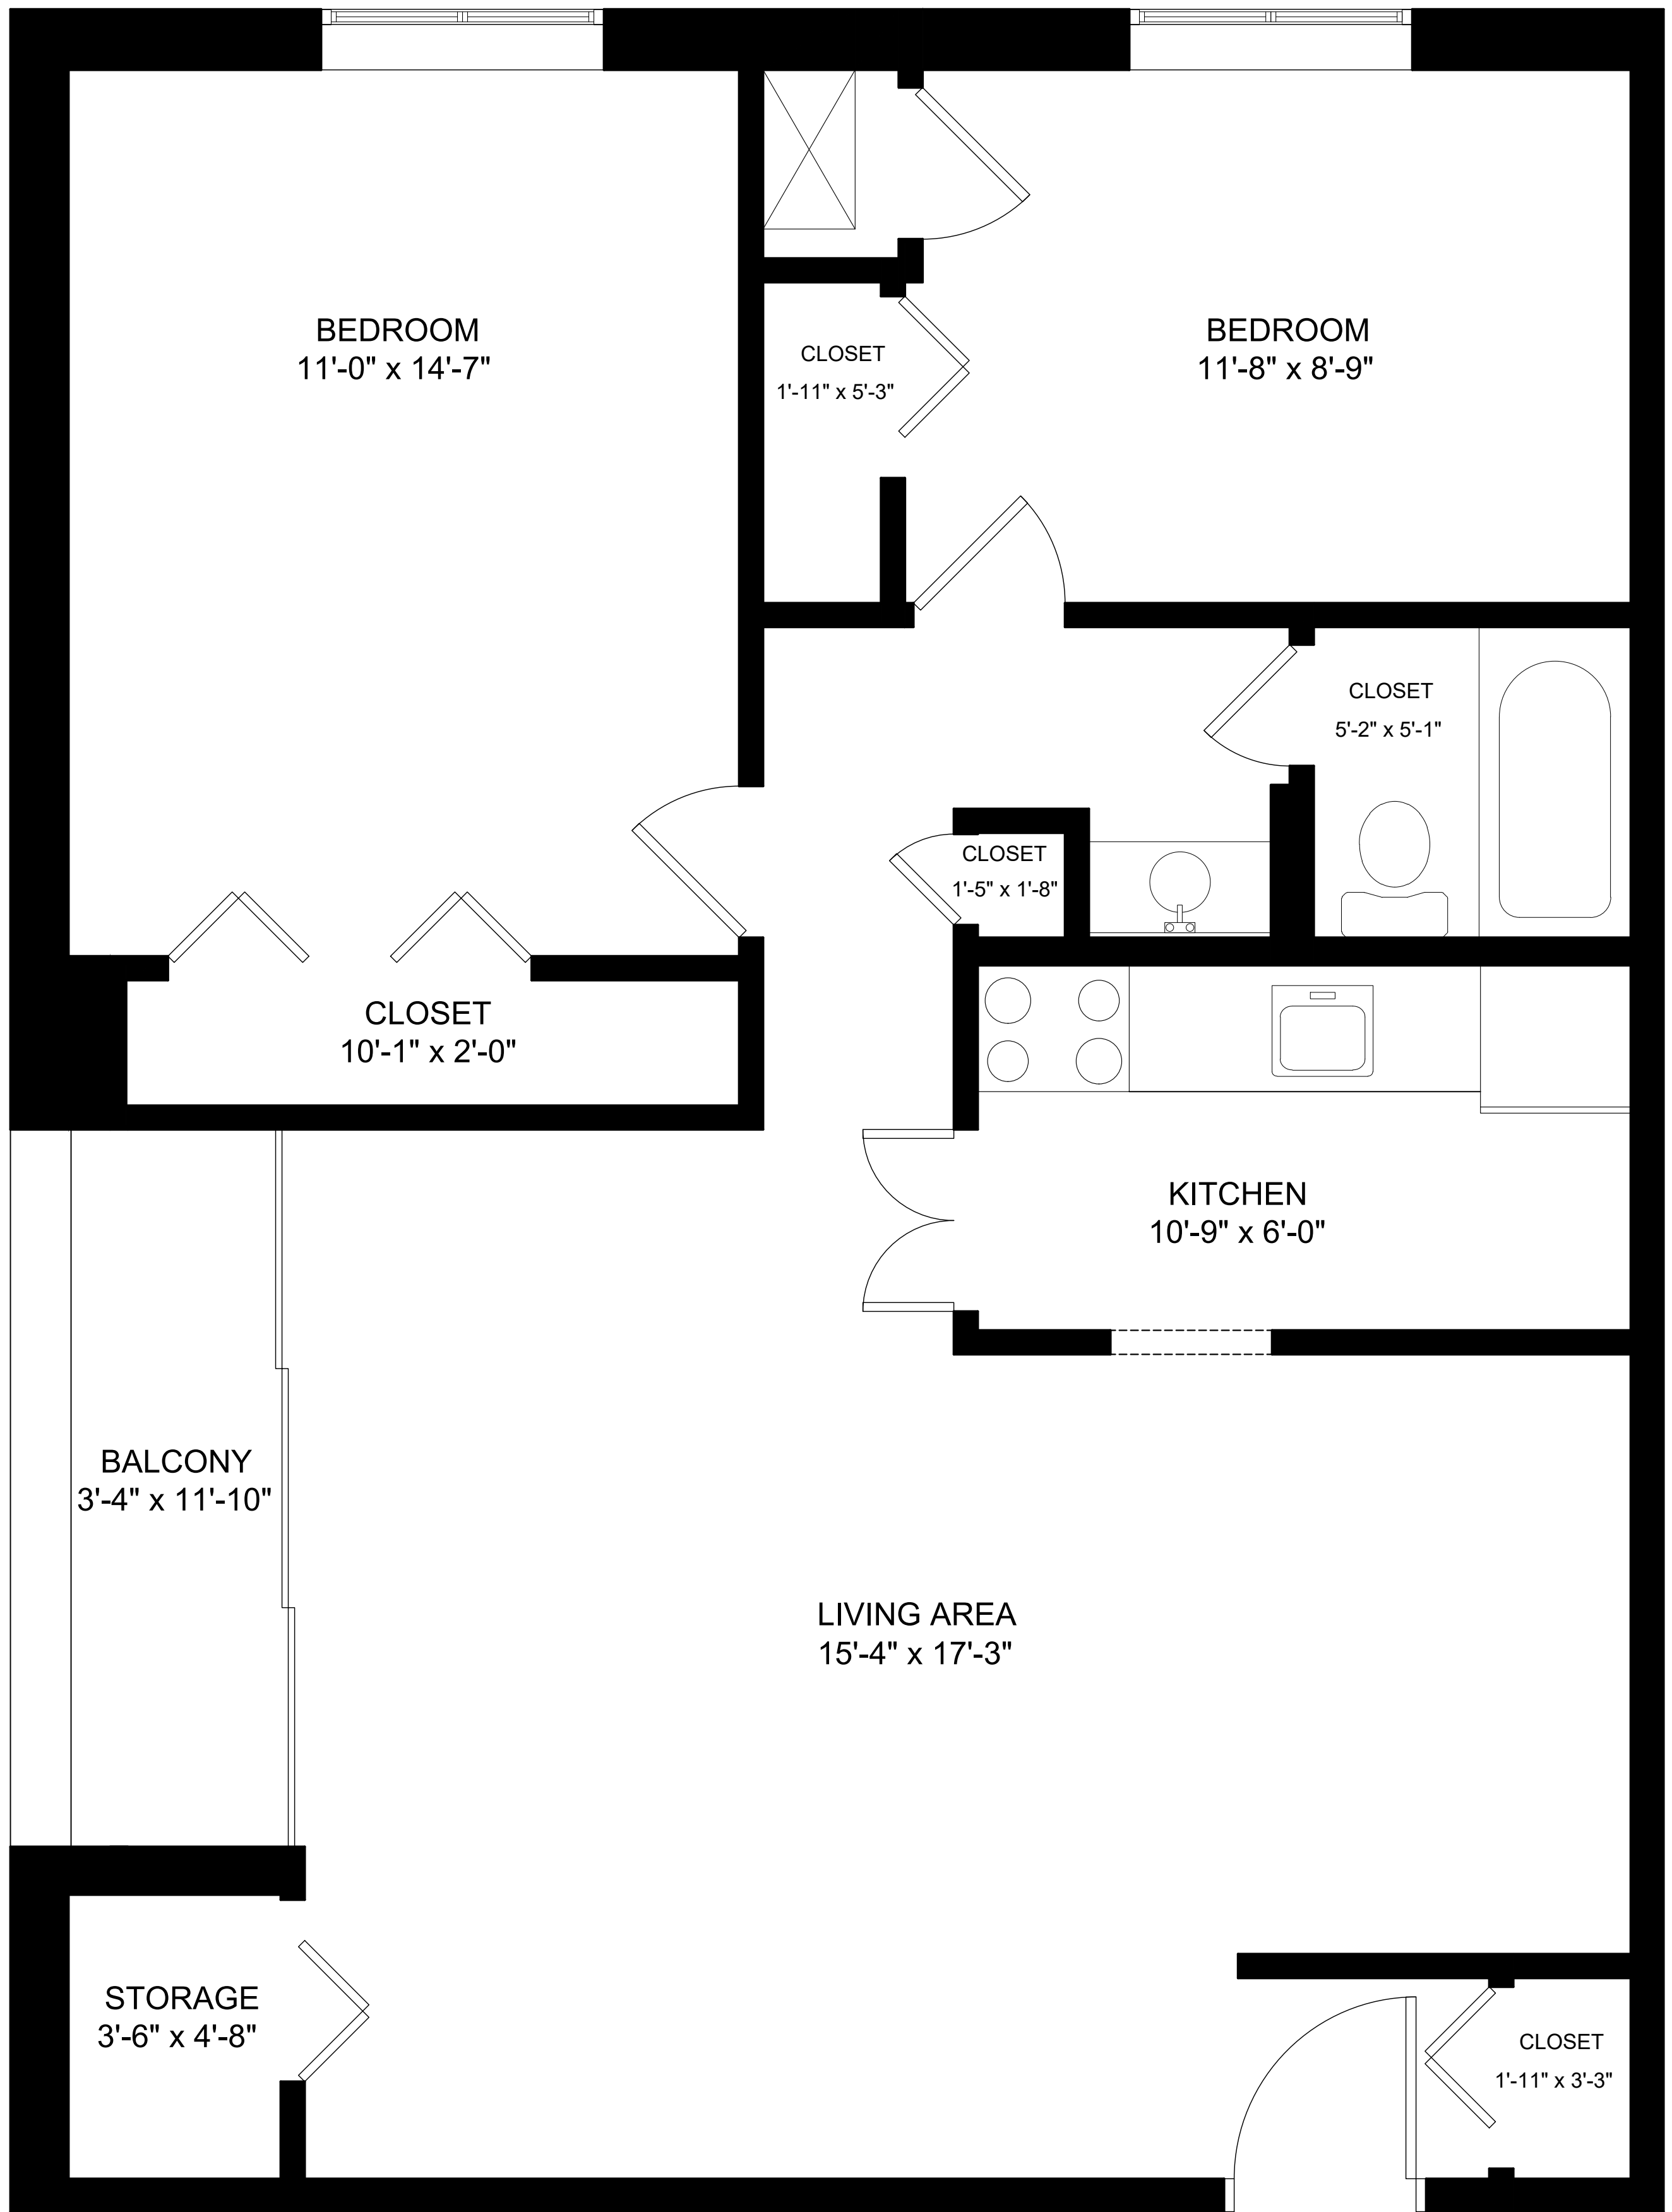 BEDROOM
11'-0" x 14'-7"
CLOSET
1'-11" x 5'-3"
BEDROOM
11'-8" x 8'-9"
CLOSET
5'-2" x 5'-1"
CLOSET
1'-5" x 1'-8"
CLOSET
10'-1" x 2'-0"
KITCHEN
10'-9" x 6'-0"
BALCONY
3'-4" x 11'-10"
LIVING AREA
15'-4" x 17'-3"
STORAGE
3'-6" x 4'-8"
CLOSET
1'-11" x 3'-3"